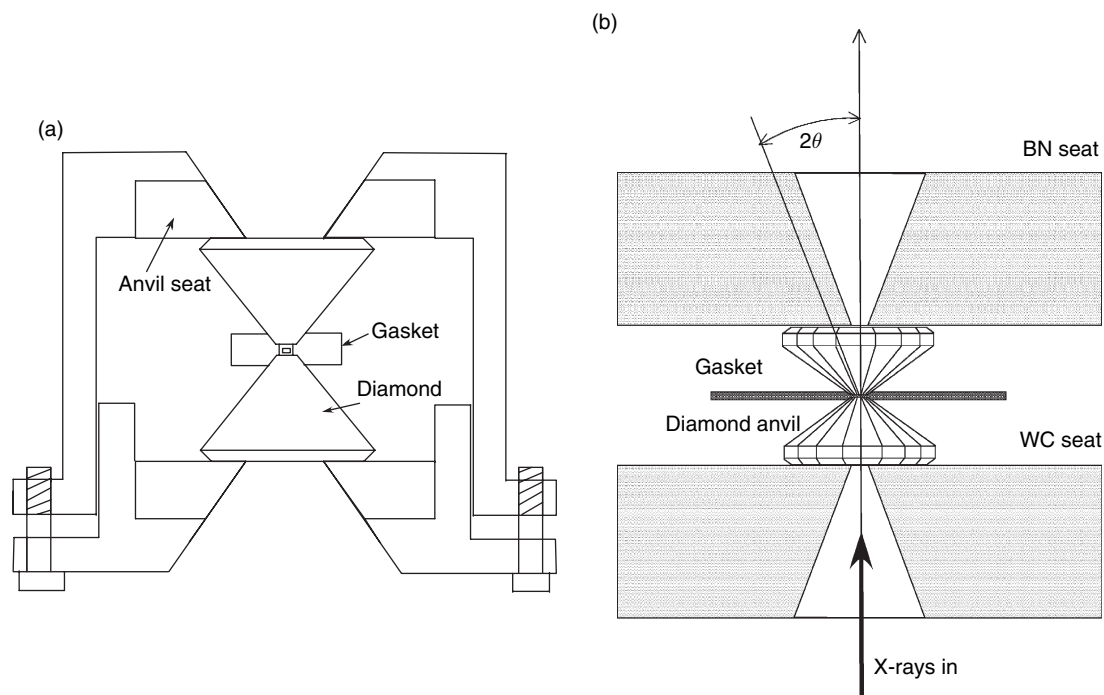 (a)
Anvil seat
Gasket
Diamond
(b)
2θ
BN seat
Gasket
Diamond anvil
WC seat
X-rays in